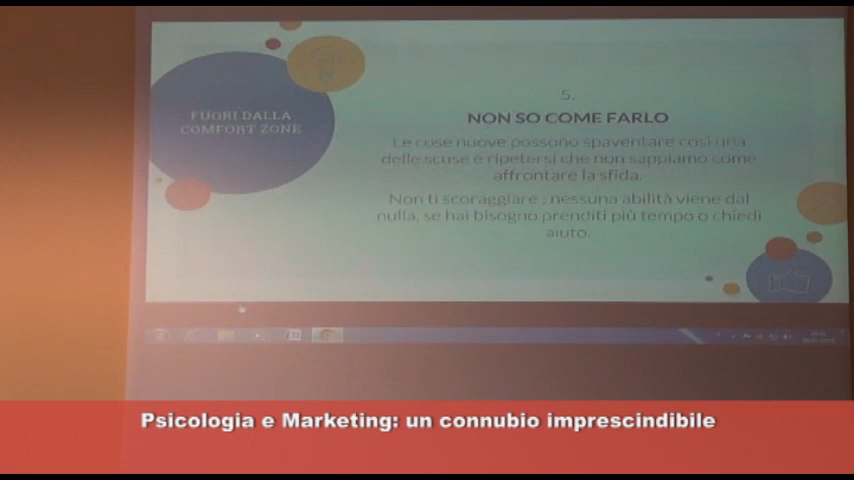 FUORI DALLA
COMFORT ZONE
5.
NON SO COME FARLO
Le cose nuove possono spaventare così una
delle scuse è ripetersi che non sappiamo come
affrontare la sfida.
Non ti scoraggiare ; nessuna abilità viene dal
nulla, se hai bisogno prenditi più tempo o chiedi
aiuto.
Psicologia e Marketing: un connubio imprescindibile